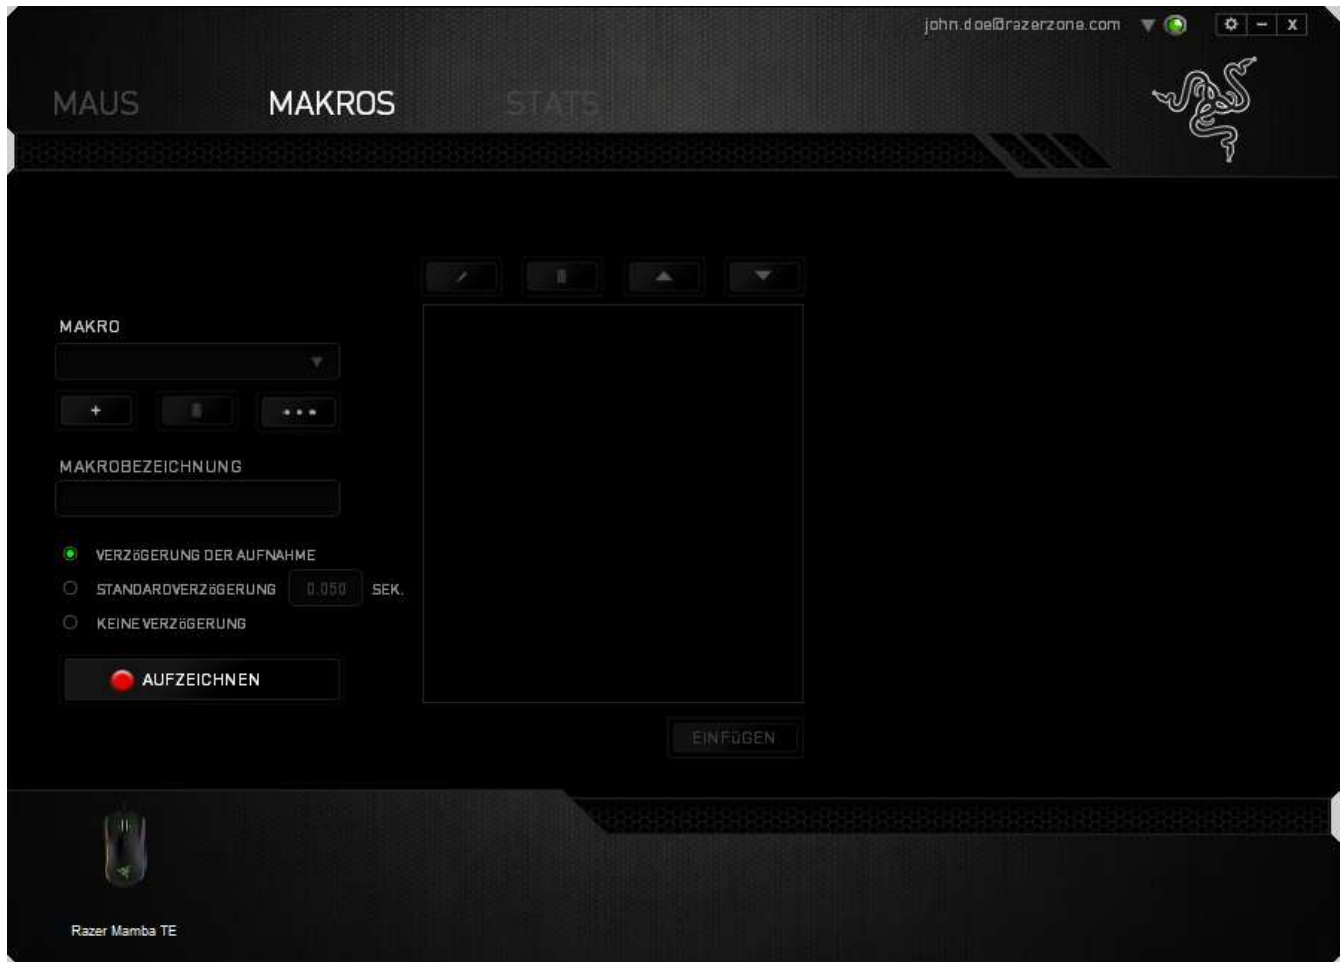 john.doe@razerzone.com
MAUS
MAKROS
STATS
MAKRO
MAKROBEZEICHNUNG
VERZöGERUNG DER AUFNAHME
STANDARDVERZöGERUNG 0.050 SEK.
KEINE VERZöGERUNG
AUFZEICHNEN
EINFüGEN
Razer Mamba TE